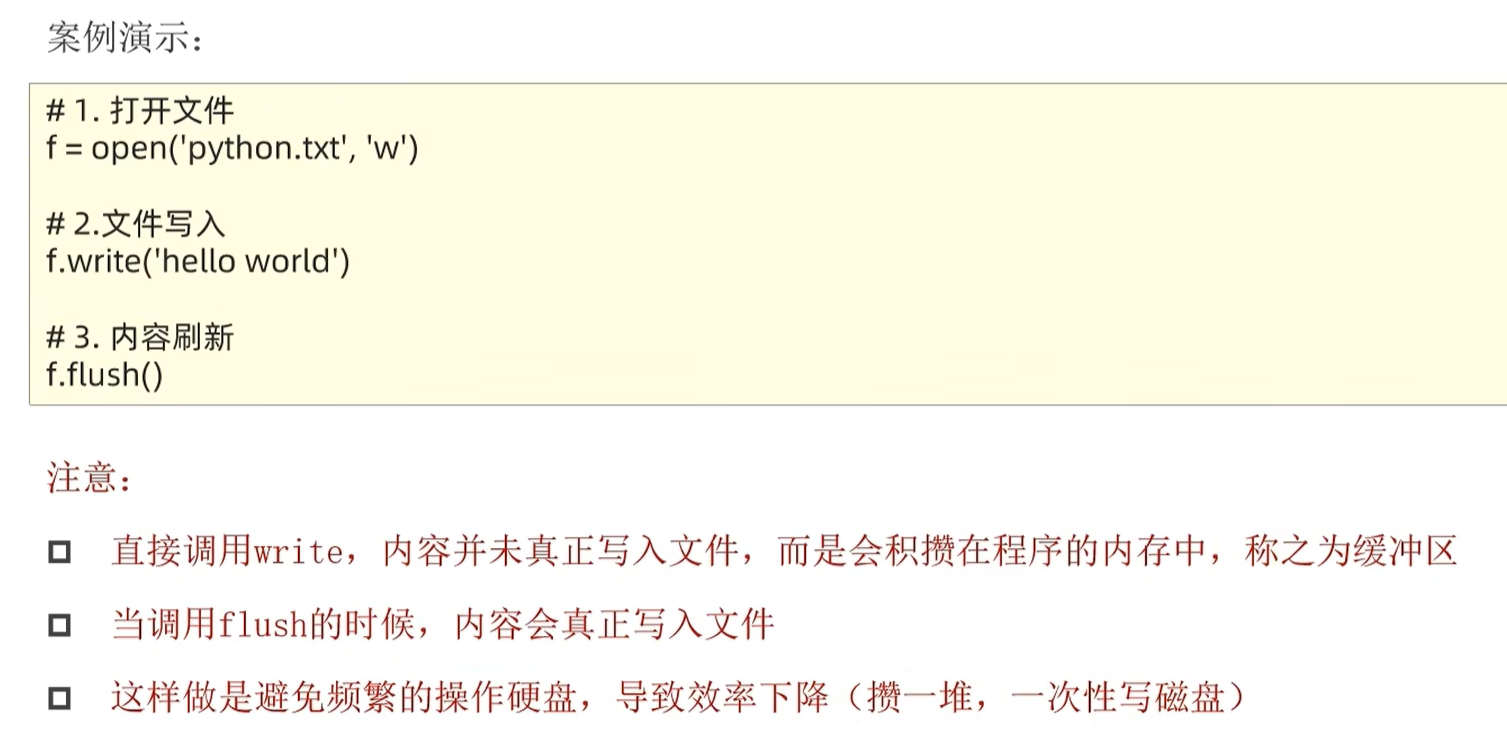 案例演示：
# 1. 打开文件
f = open('python.txt', 'w')
# 2.文件写入
f.write('hello world')
# 3. 内容刷新
f.flush()
注意：
直接调用write，内容并未真正写入文件，而是会积攒在程序的内存中，称之为缓冲区
当调用flush的时候，内容会真正写入文件
这样做是避免频繁的操作硬盘，导致效率下降（攒一堆，一次性写磁盘）